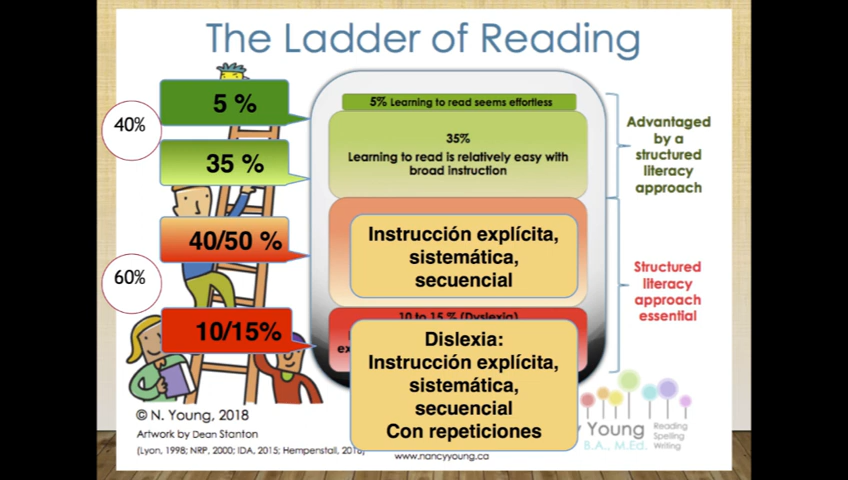 The Ladder of Reading
5 %
40%
35 %
40/50 %
60%
10/15%
5% Learning to read seems effortless
35%
Learning to read is relatively easy with
broad instruction
Instrucción explícita,
sistemática,
secuencial
10 to 15 % (Dyslexia)
Dislexia:
Instrucción explícita,
sistemática,
secuencial
Con repeticiones
Advantaged
by a
structured
literacy
approach
Structured
literacy
approach
essential
© N. Young, 2018
Artwork by Dean Stanton
(Lyon, 1998; NRP, 2000; IDA, 2015; Hempenstall,
www.nancyyoung.ca
Young
B.A., M.Ed.
Reading
Spelling
Writing